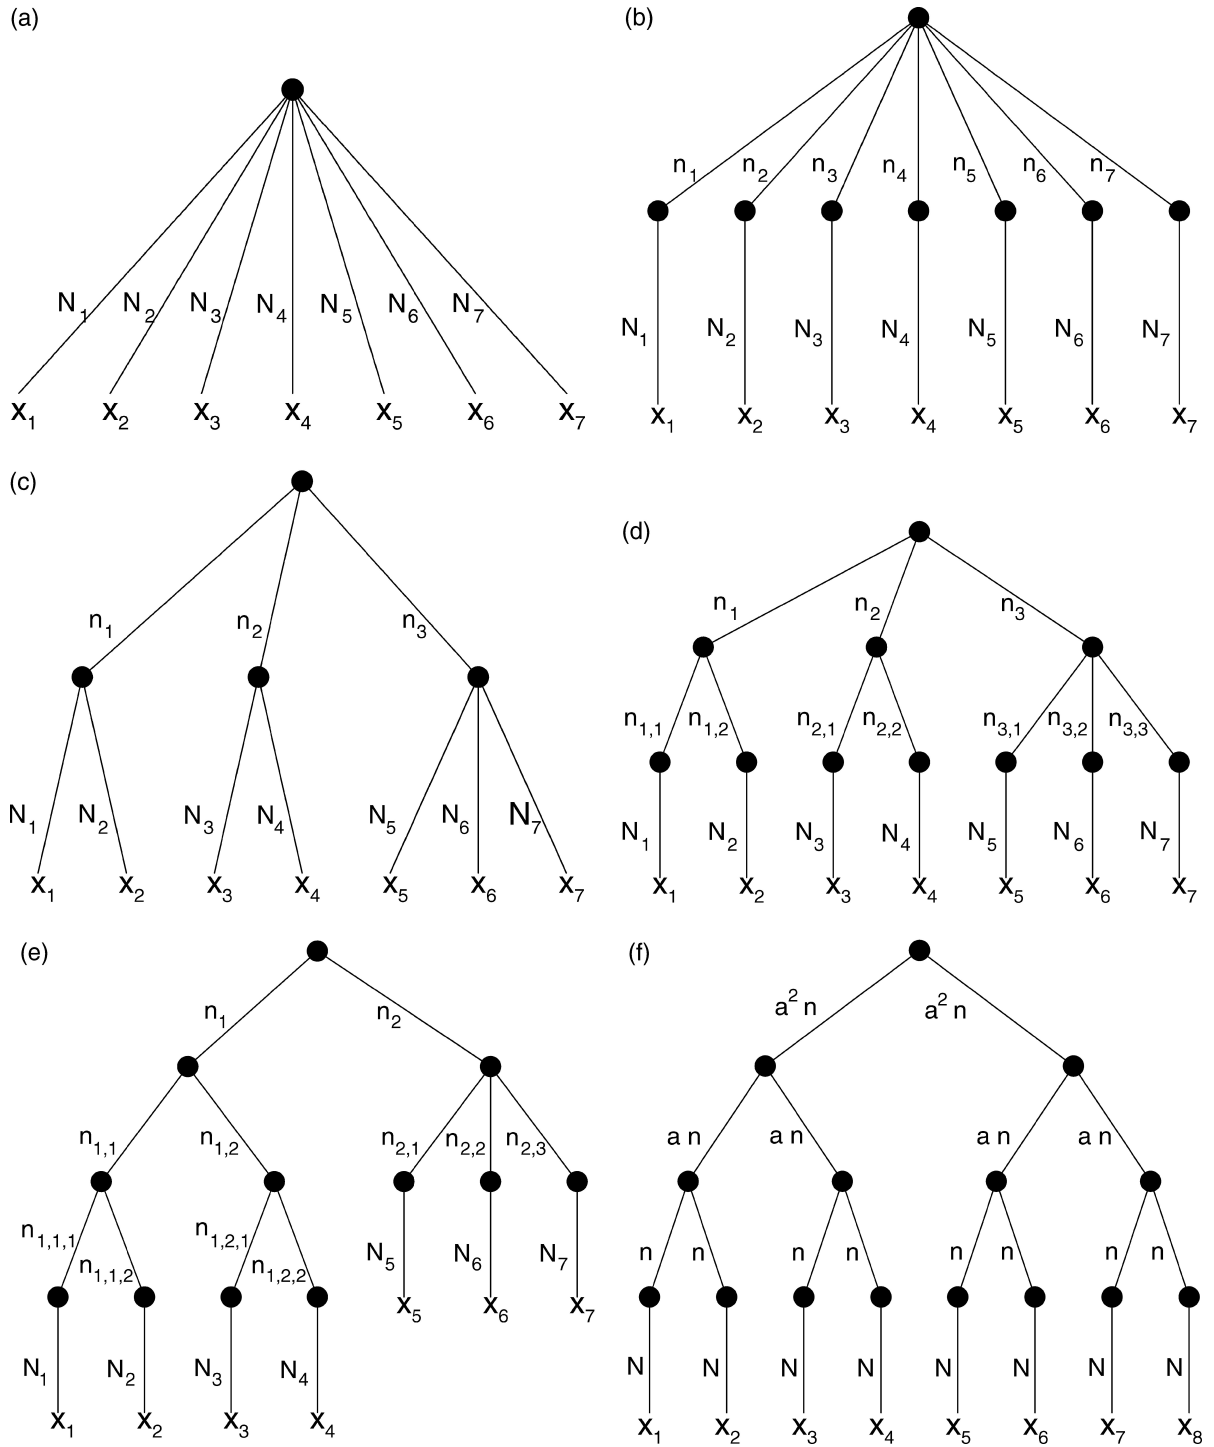 (a)
N₁ N₂ N₃ N₄ N₅ N₆ N₇
x₁ x₂ x₃ x₄ x₅ x₆ x₇
(b)
n₁ n₂ n₃ n₄ n₅ n₆ n₇
N₁ N₂ N₃ N₄ N₅ N₆ N₇
x₁ x₂ x₃ x₄ x₅ x₆ x₇
(c)
n₁ n₂ n₃
N₁ N₂ N₃ N₄ N₅ N₆ N₇
x₁ x₂ x₃ x₄ x₅ x₆ x₇
(d)
n₁ n₂ n₃
n₁,₁ n₁,₂ n₂,₁ n₂,₂ n₃,₁ n₃,₂ n₃,₃
N₁ N₂ N₃ N₄ N₅ N₆ N₇
x₁ x₂ x₃ x₄ x₅ x₆ x₇
(e)
n₁ n₂
n₁,₁ n₁,₂ n₂,₁ n₂,₂ n₂,₃
n₁,₁,₁ n₁,₁,₂ n₁,₂,₁ n₁,₂,₂ N₅ N₆ N₇
x₅ x₆ x₇
N₁ N₂ N₃ N₄
x₁ x₂ x₃ x₄
(f)
a² n a² n
a n a n a n a n
n n n n n n n n
N N N N N N N N
x₁ x₂ x₃ x₄ x₅ x₆ x₇ x₈